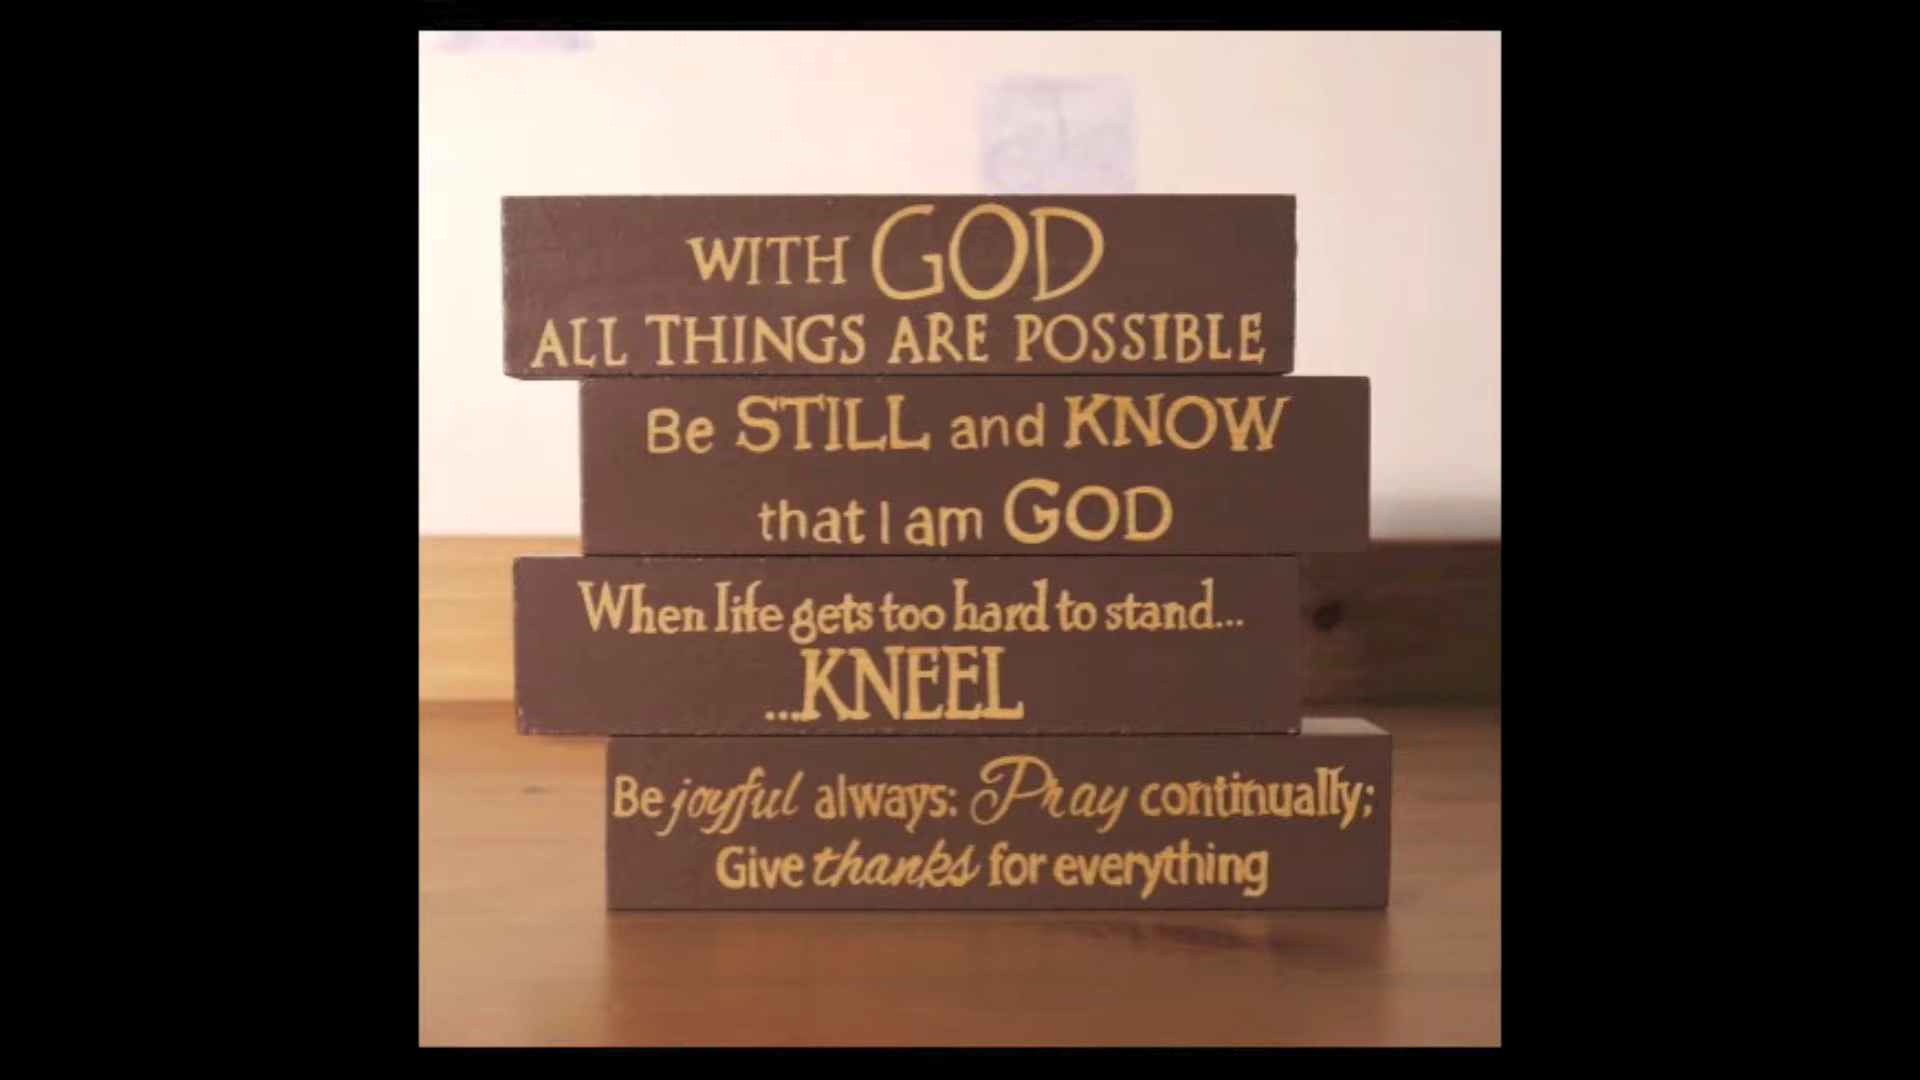 WITH GOD
ALL THINGS ARE POSSIBLE
Be STILL and KNOW
that I am GOD
When life gets too hard to stand...
...KNEEL
Be joyful always: Pray continually;
Give thanks for everything